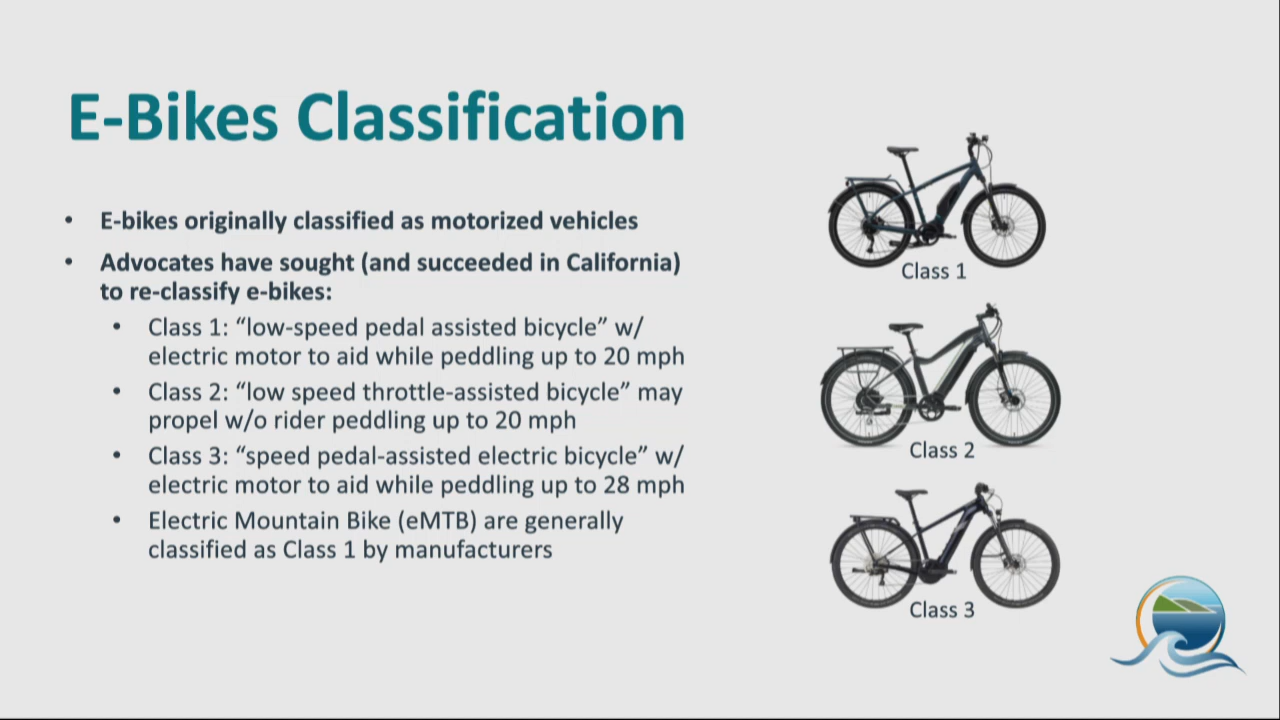 E-Bikes Classification
• E-bikes originally classified as motorized vehicles
• Advocates have sought (and succeeded in California)
to re-classify e-bikes:
• Class 1: “low-speed pedal assisted bicycle” w/
electric motor to aid while peddling up to 20 mph
• Class 2: “low speed throttle-assisted bicycle” may
propel w/o rider peddling up to 20 mph
• Class 3: “speed pedal-assisted electric bicycle” w/
electric motor to aid while peddling up to 28 mph
• Electric Mountain Bike (eMTB) are generally
classified as Class 1 by manufacturers
Class 1
Class 2
Class 3